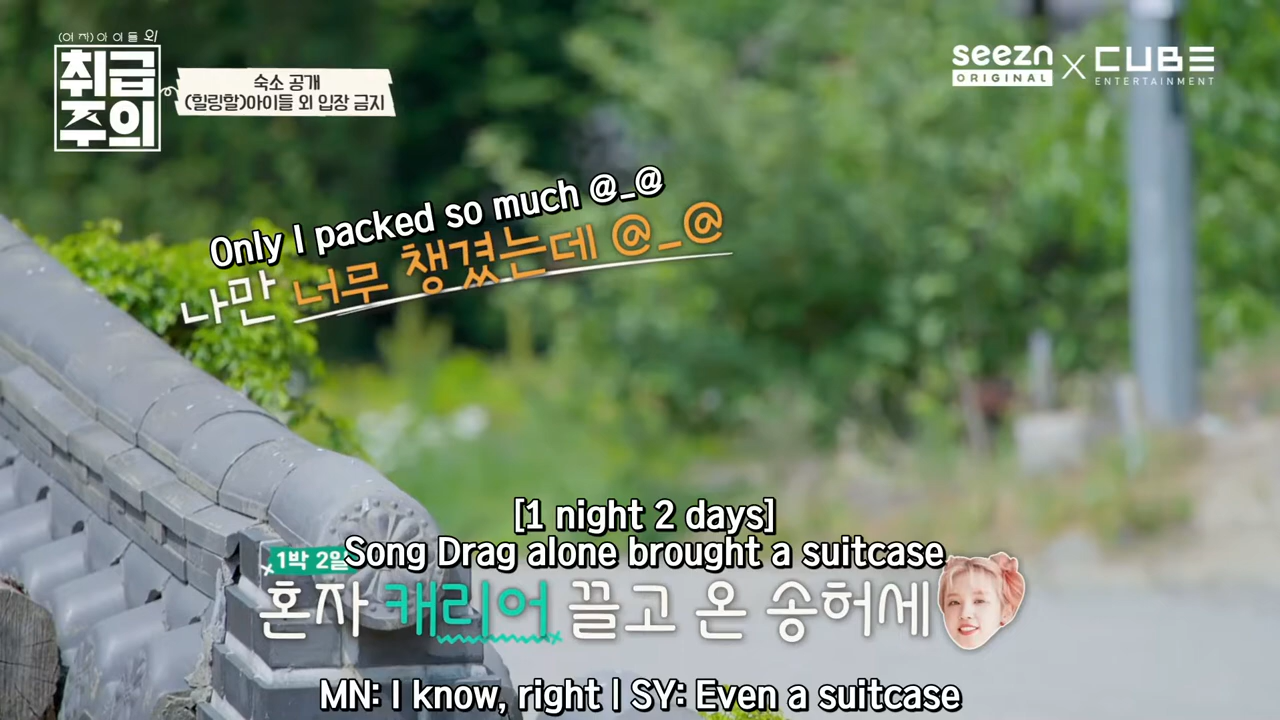 (여자)아이들 외
취급
주의
숙소 공개
(힐링할)아이들 외 입장 금지
seezn
ORIGINAL
X
CUBE
ENTERTAINMENT
Only I packed so much @_@
나만 너무 챙겼는데 @_@
[1 night 2 days]
Song Drag alone brought a suitcase
1박 2일
혼자 캐리어 끌고 온 송허세
MN: I know, right | SY: Even a suitcase